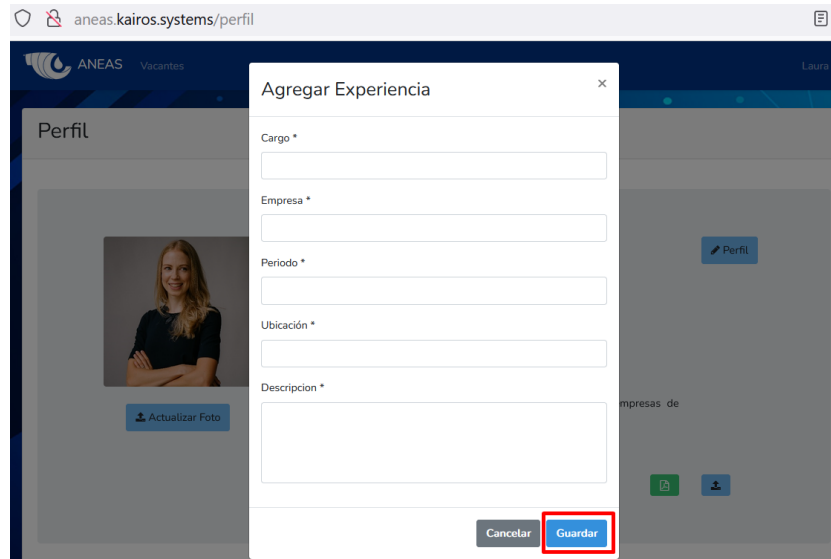 aneas.kairos.systems/perfil
ANEAS Vacantes Laura
Perfil
Agregar Experiencia ×
Cargo *
Empresa *
Periodo *
Ubicación *
Descripcion *
Perfil
Actualizar Foto
empresas de
Cancelar Guardar